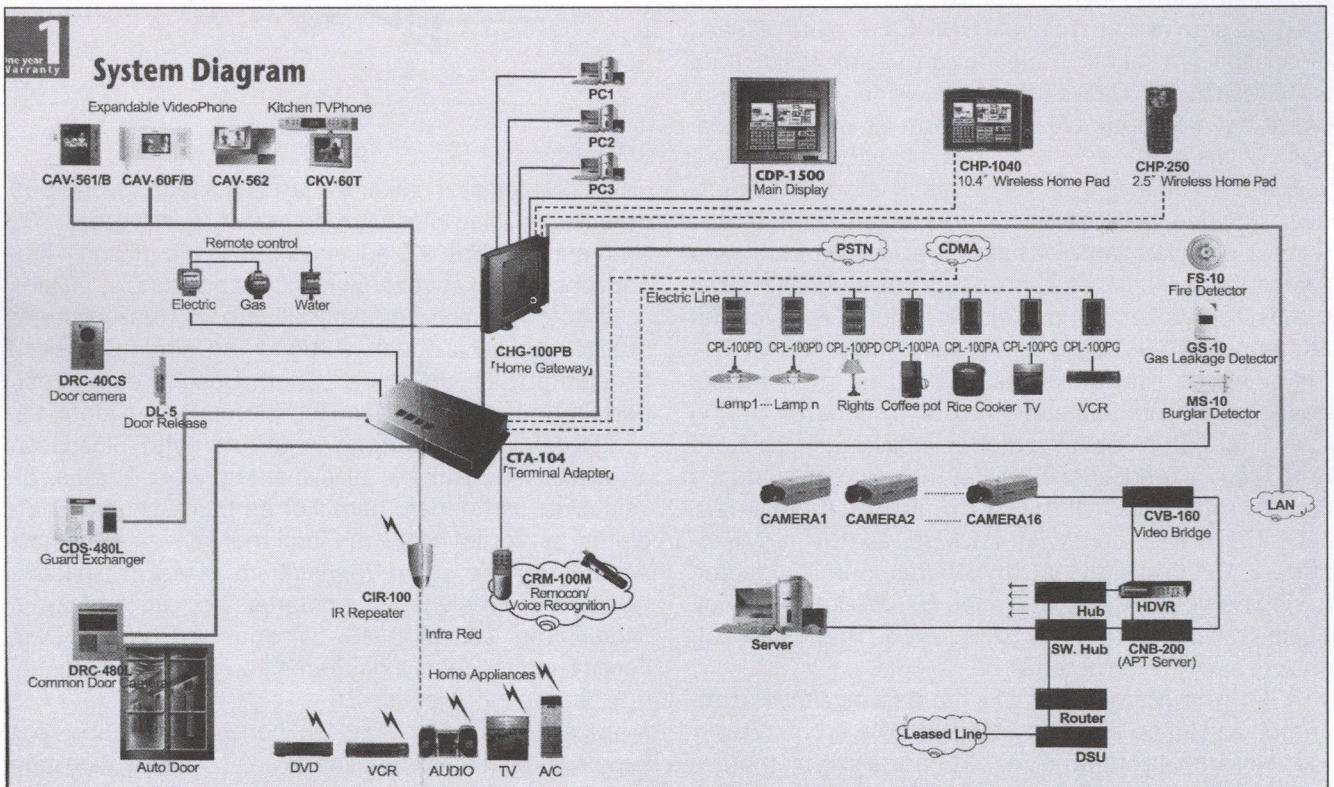 1
One year
Warranty
System Diagram
Expandable VideoPhone
Kitchen TVPhone
CAV-561/B
CAV-60F/B
CAV-562
CKV-60T
PC1
PC2
PC3
CDP-1500
Main Display
CHP-1040
10.4˝ Wireless Home Pad
CHP-250
2.5˝ Wireless Home Pad
Remote control
Electric
Gas
Water
CHG-100PB
「Home Gateway」
PSTN
CDMA
Electric Line
CPL-100PD
CPL-100PD
CPL-100PD
CPL-100PA
CPL-100PA
CPL-100PG
CPL-100PG
Lamp1----Lamp n
Rights
Coffee pot
Rice Cooker
TV
VCR
FS-10
Fire Detector
GS-10
Gas Leakage Detector
MS-10
Burglar Detector
DRC-40CS
Door camera
DL-5
Door Release
CTA-104
「Terminal Adapter」
CDS-480L
Guard Exchanger
CIR-100
IR Repeater
CRM-100M
Remocon/
Voice Recognition
CAMERA1
CAMERA2
CAMERA16
CVB-160
Video Bridge
LAN
Hub
HDVR
Server
SW. Hub
CNB-200
(APT Server)
Router
Leased Line
DSU
DRC-480L
Common Door Camera
Auto Door
Infra Red
Home Appliances
DVD
VCR
AUDIO
TV
A/C